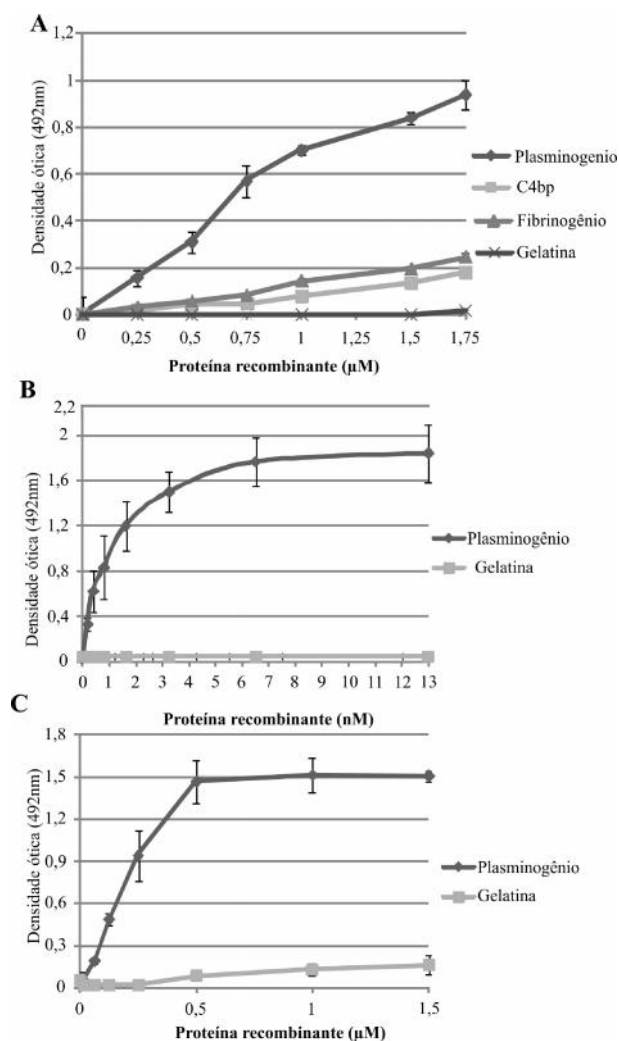 A
1,2
1
0,8
0,6
0,4
0,2
0
Densidade ótica (492nm)
0 0,25 0,5 0,75 1 1,25 1,5 1,75
Proteína recombinante (µM)
Plasminogenio
C4bp
Fibrinogênio
Gelatina
B
2,2
2
1,6
1,2
0,8
0,4
0
Densidade ótica (492nm)
0 1 2 3 4 5 6 7 8 9 10 11 12 13
Proteína recombinante (nM)
Plasminogênio
Gelatina
C
1,8
1,5
1,2
0,9
0,6
0,3
0
Densidade ótica (492nm)
0 0,5 1 1,5
Proteína recombinante (µM)
Plasminogênio
Gelatina